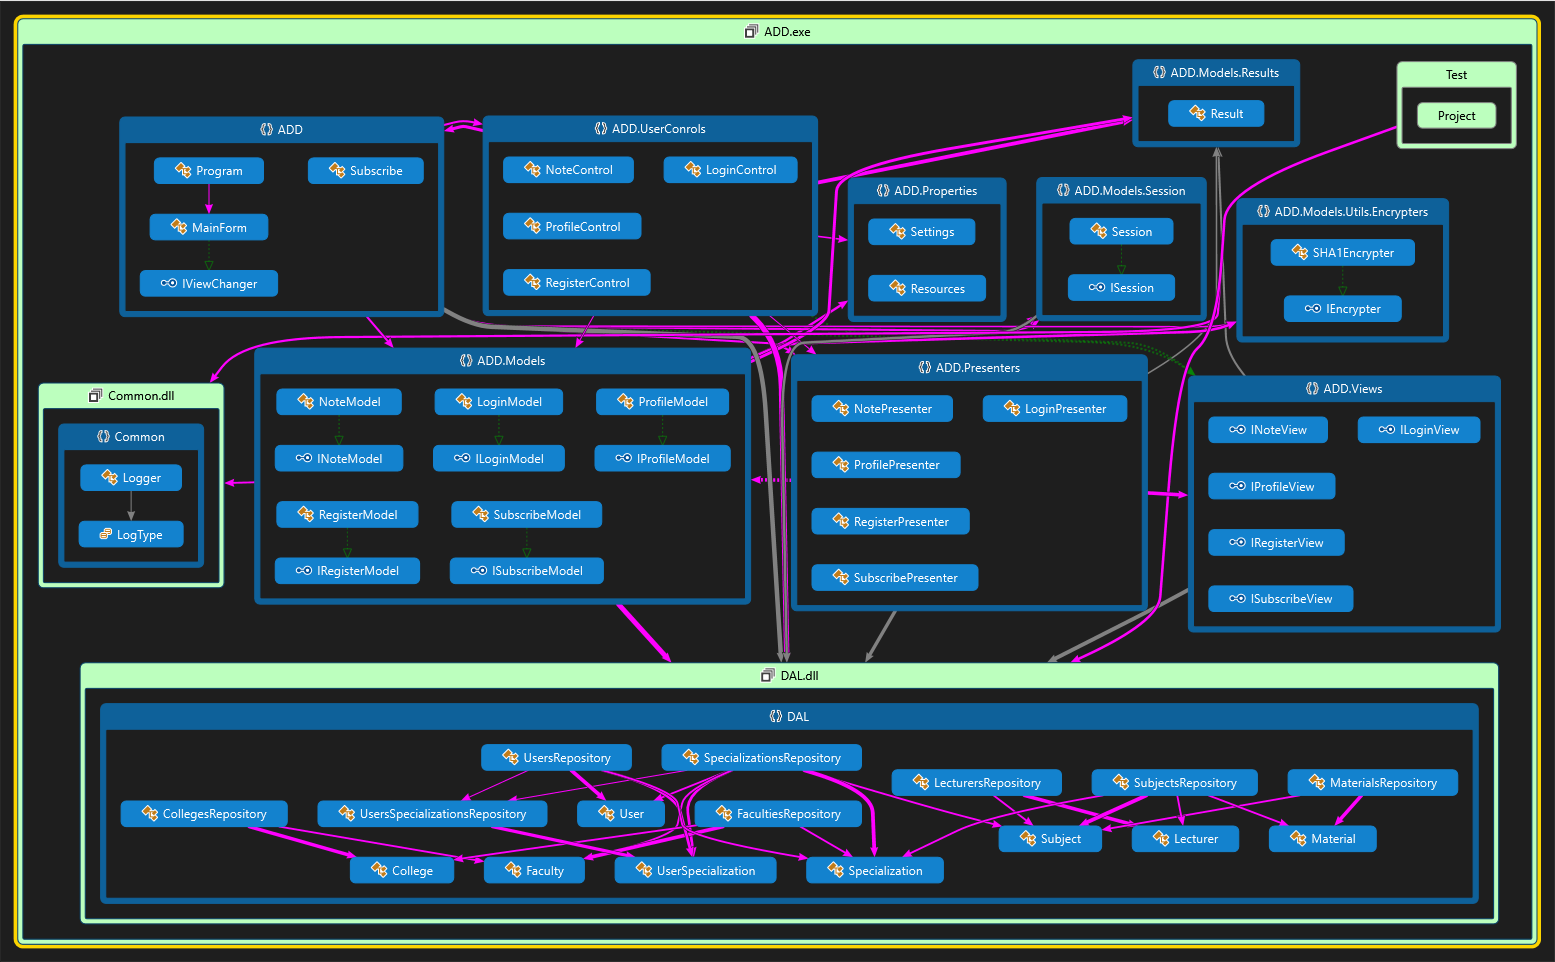 ADD.exe
ADD
Program
Subscribe
MainForm
IViewChanger
ADD.UserConrols
NoteControl
LoginControl
ProfileControl
RegisterControl
ADD.Properties
Settings
Resources
ADD.Models.Results
Result
ADD.Models.Session
Session
ISession
Test
Project
ADD.Models.Utils.Encrypters
SHA1Encrypter
IEncrypter
Common.dll
Common
Logger
LogType
ADD.Models
NoteModel
LoginModel
ProfileModel
INoteModel
ILoginModel
IProfileModel
RegisterModel
SubscribeModel
IRegisterModel
ISubscribeModel
ADD.Presenters
NotePresenter
LoginPresenter
ProfilePresenter
RegisterPresenter
SubscribePresenter
ADD.Views
INoteView
ILoginView
IProfileView
IRegisterView
ISubscribeView
DAL.dll
DAL
UsersRepository
SpecializationsRepository
LecturersRepository
SubjectsRepository
MaterialsRepository
CollegesRepository
UsersSpecializationsRepository
User
FacultiesRepository
Subject
Lecturer
Material
College
Faculty
UserSpecialization
Specialization